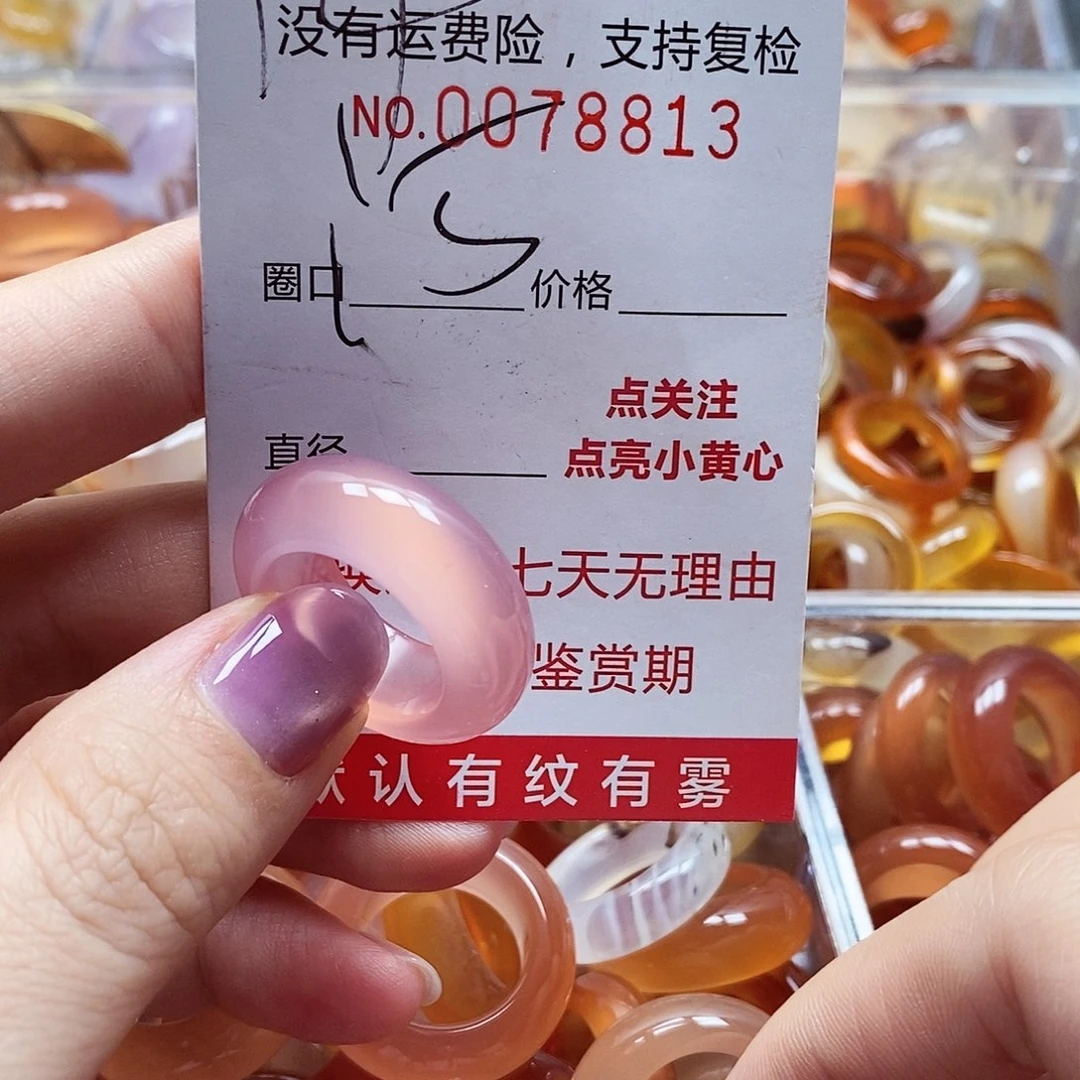 没有运费险，支持复检
NO.0078813
圈口 价格
点关注
直径
点亮小黄心
七天无理由
鉴赏期
认有纹有雾